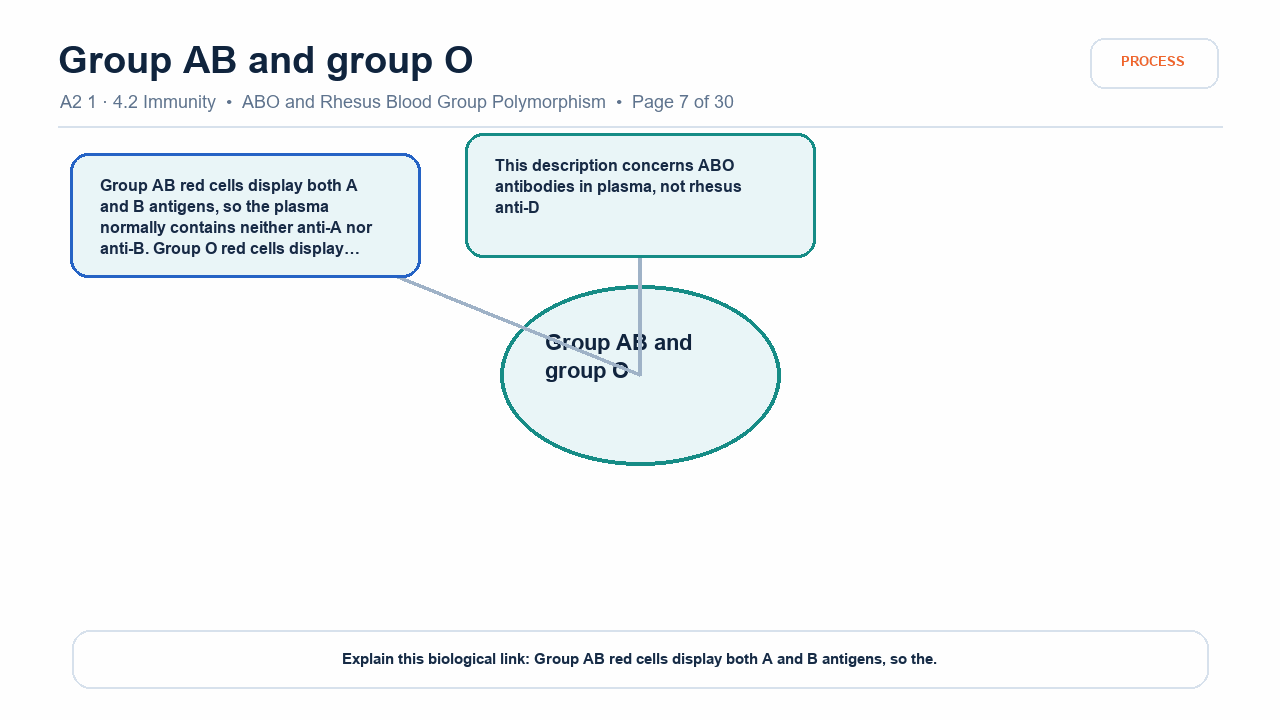 Group AB and group O
PROCESS
A2 1 · 4.2 Immunity • ABO and Rhesus Blood Group Polymorphism • Page 7 of 30
Group AB red cells display both A
and B antigens, so the plasma
normally contains neither anti-A nor
anti-B. Group O red cells display…
This description concerns ABO
antibodies in plasma, not rhesus
anti-D
Group AB and
group O
Explain this biological link: Group AB red cells display both A and B antigens, so the.